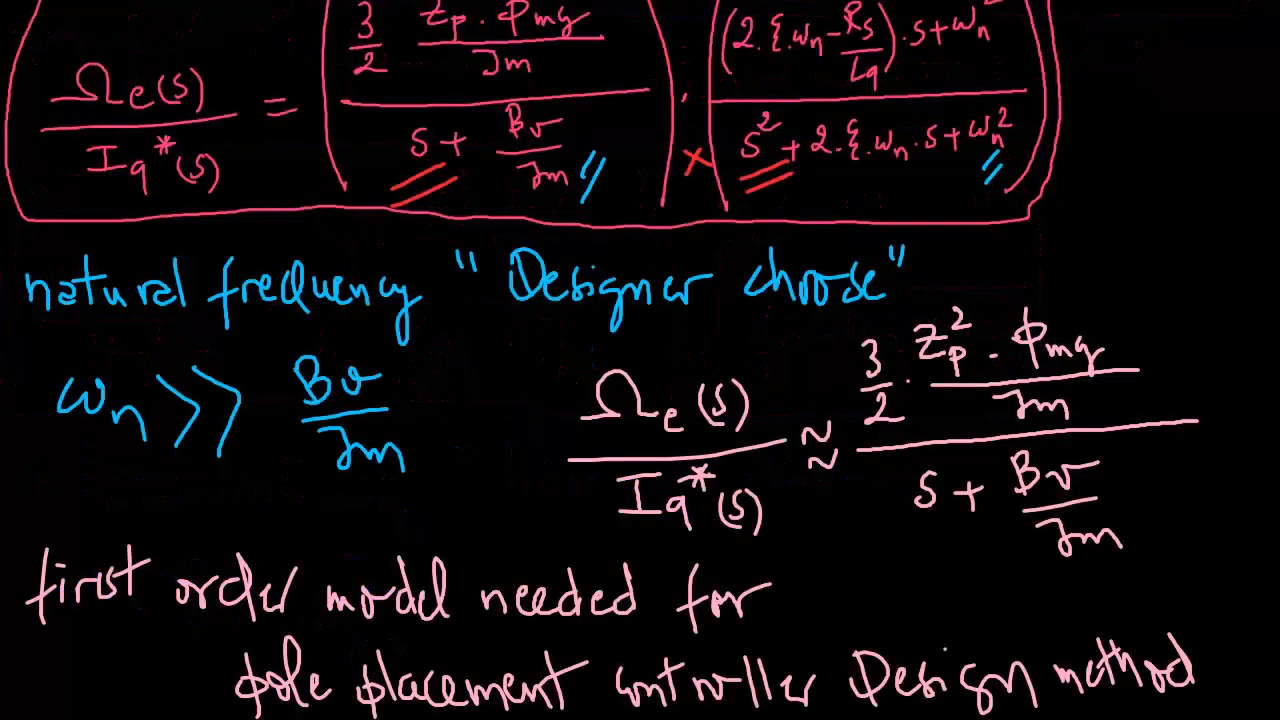 Ωe(s) / Iq*(s) = ( (3/2 Zp . Φmg / Jm) / (s + Bv/Jm) ) . ( ((2.ξ.ωn - Rs/Lq).s + ωn²) / (s² + 2.ξ.ωn.s + ωn²) )
natural frequency "Designer choose"
ωn >> Bv/Jm
Ωe(s) / Iq*(s) ≈ (3/2 . Zp² . Φmg / Jm) / (s + Bv/Jm)
first order model needed for
pole placement controller Design method